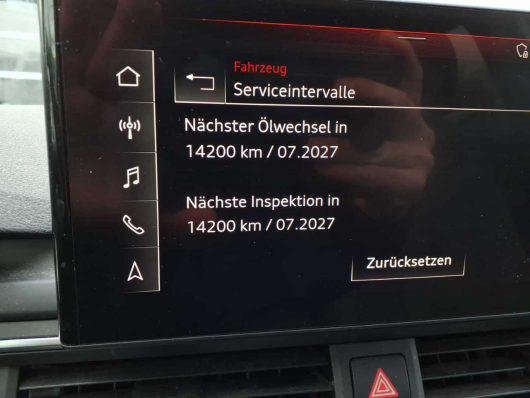 Fahrzeug
Serviceintervalle
Nächster Ölwechsel in
14200 km / 07.2027
Nächste Inspektion in
14200 km / 07.2027
Zurücksetzen